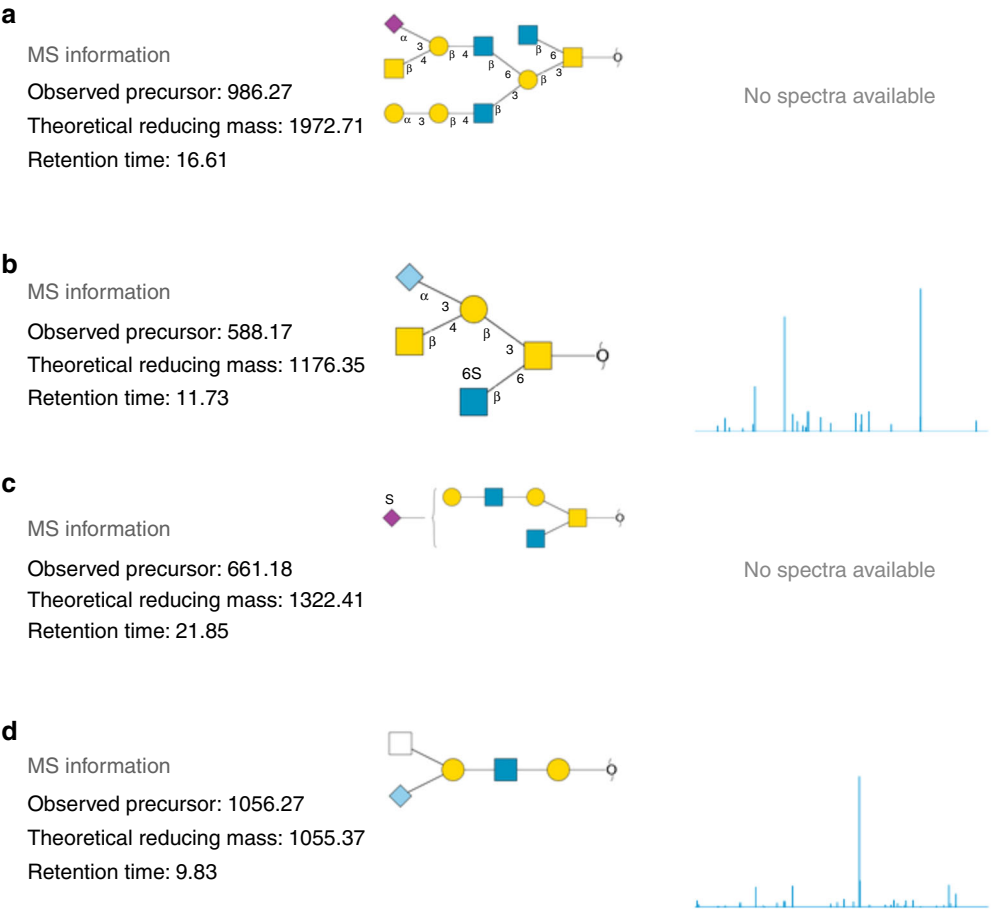 a
MS information
Observed precursor: 986.27
Theoretical reducing mass: 1972.71
Retention time: 16.61
α 3 β 4 β 4 β 6 β 6 β 3 α 3 β 4 β 3
No spectra available
b
MS information
Observed precursor: 588.17
Theoretical reducing mass: 1176.35
Retention time: 11.73
α 3 4 β β 3 6S β 6
c
MS information
Observed precursor: 661.18
Theoretical reducing mass: 1322.41
Retention time: 21.85
S
No spectra available
d
MS information
Observed precursor: 1056.27
Theoretical reducing mass: 1055.37
Retention time: 9.83